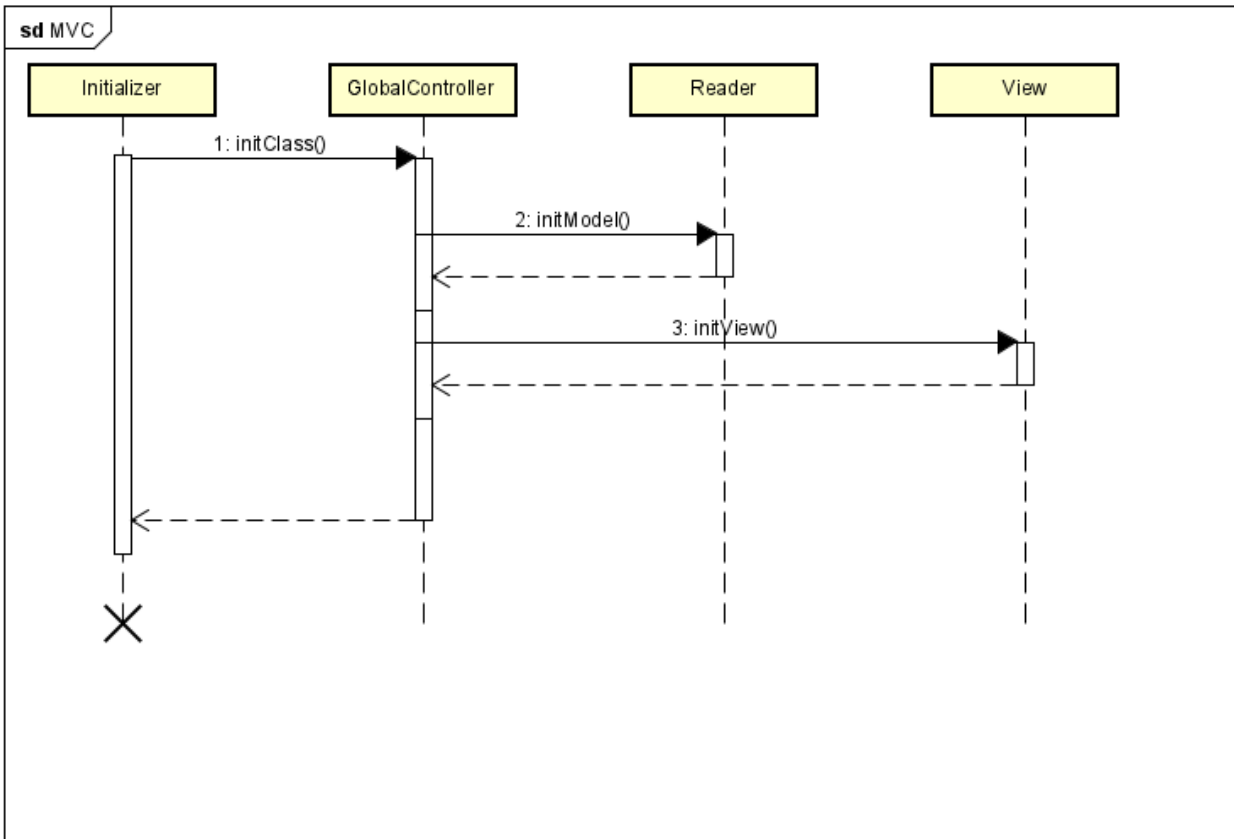 sd MVC
Initializer
GlobalController
Reader
View
1: initClass()
2: initModel()
3: initView()